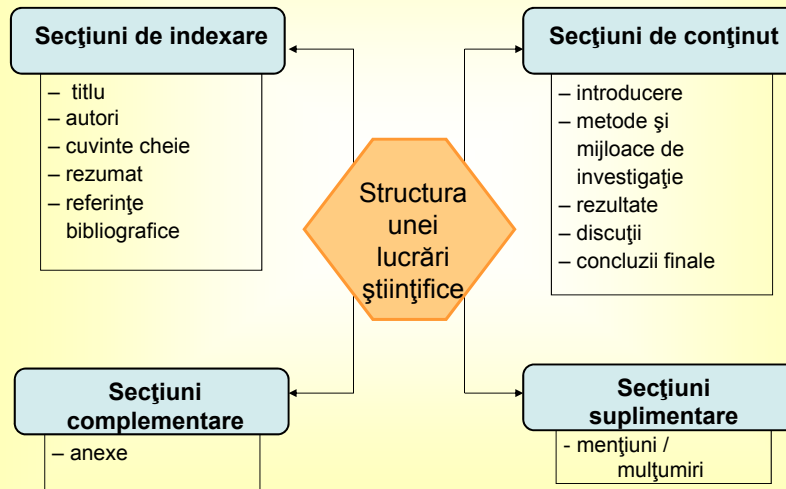 Secţiuni de indexare
– titlu
– autori
– cuvinte cheie
– rezumat
– referinţe
bibliografice
Secţiuni de conţinut
– introducere
– metode şi
mijloace de
investigaţie
– rezultate
– discuţii
– concluzii finale
Structura
unei
lucrări
ştiinţifice
Secţiuni
complementare
– anexe
Secţiuni
suplimentare
- menţiuni /
mulţumiri